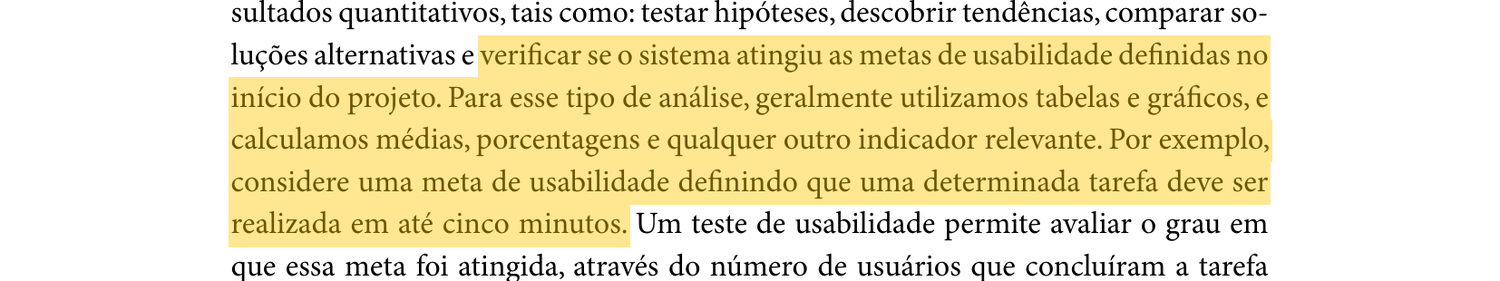 sultados quantitativos, tais como: testar hipóteses, descobrir tendências, comparar so-
luções alternativas e verificar se o sistema atingiu as metas de usabilidade definidas no
início do projeto. Para esse tipo de análise, geralmente utilizamos tabelas e gráficos, e
calculamos médias, porcentagens e qualquer outro indicador relevante. Por exemplo,
considere uma meta de usabilidade definindo que uma determinada tarefa deve ser
realizada em até cinco minutos. Um teste de usabilidade permite avaliar o grau em
que essa meta foi atingida, através do número de usuários que concluíram a tarefa